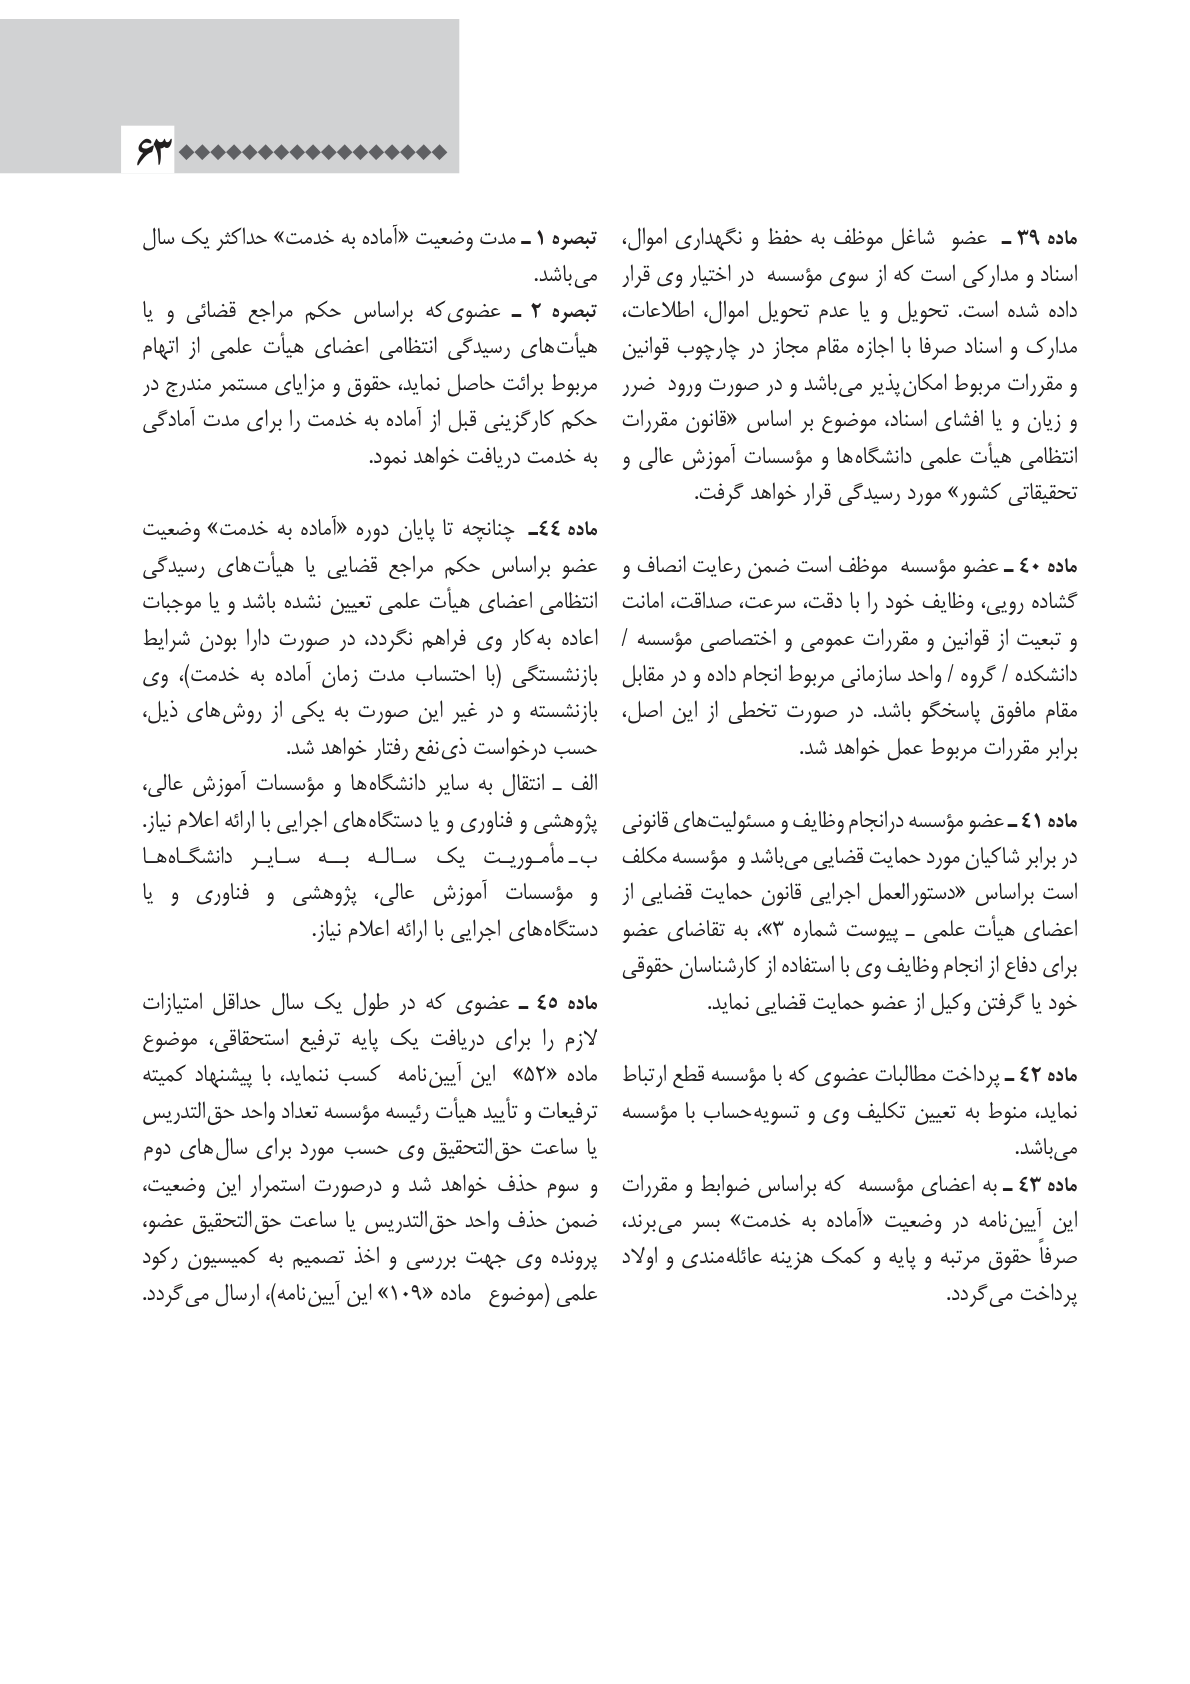 ۶۳
ماده ۳۹ ـ عضو شاغل موظف به حفظ و نگهداری اموال،
اسناد و مدارکی است که از سوی مؤسسه در اختیار وی قرار
داده شده است. تحویل و یا عدم تحویل اموال، اطلاعات،
مدارک و اسناد صرفا با اجازه مقام مجاز در چارچوب قوانین
و مقررات مربوط امکان‌پذیر می‌باشد و در صورت ورود ضرر
و زیان و یا افشای اسناد، موضوع بر اساس «قانون مقررات
انتظامی هیأت علمی دانشگاه‌ها و مؤسسات آموزش عالی و
تحقیقاتی کشور» مورد رسیدگی قرار خواهد گرفت.
ماده ۴۰ ـ عضو مؤسسه موظف است ضمن رعایت انصاف و
گشاده رویی، وظایف خود را با دقت، سرعت، صداقت، امانت
و تبعیت از قوانین و مقررات عمومی و اختصاصی مؤسسه /
دانشکده / گروه / واحد سازمانی مربوط انجام داده و در مقابل
مقام مافوق پاسخگو باشد. در صورت تخطی از این اصل،
برابر مقررات مربوط عمل خواهد شد.
ماده ۴۱ ـ عضو مؤسسه درانجام وظایف و مسئولیت‌های قانونی
در برابر شاکیان مورد حمایت قضایی می‌باشد و مؤسسه مکلف
است براساس «دستورالعمل اجرایی قانون حمایت قضایی از
اعضای هیأت علمی ـ پیوست شماره ۳»، به تقاضای عضو
برای دفاع از انجام وظایف وی با استفاده از کارشناسان حقوقی
خود یا گرفتن وکیل از عضو حمایت قضایی نماید.
ماده ۴۲ ـ پرداخت مطالبات عضوی که با مؤسسه قطع ارتباط
نماید، منوط به تعیین تکلیف وی و تسویه‌حساب با مؤسسه
می‌باشد.
ماده ۴۳ ـ به اعضای مؤسسه که براساس ضوابط و مقررات
این آیین‌نامه در وضعیت «آماده به خدمت» بسر می‌برند،
صرفاً حقوق مرتبه و پایه و کمک هزینه عائله‌مندی و اولاد
پرداخت می‌گردد.
تبصره ۱ ـ مدت وضعیت «آماده به خدمت» حداکثر یک سال
می‌باشد.
تبصره ۲ ـ عضوی‌که براساس حکم مراجع قضائی و یا
هیأت‌های رسیدگی انتظامی اعضای هیأت علمی از اتهام
مربوط برائت حاصل نماید، حقوق و مزایای مستمر مندرج در
حکم کارگزینی قبل از آماده به خدمت را برای مدت آمادگی
به خدمت دریافت خواهد نمود.
ماده ۴۴ـ چنانچه تا پایان دوره «آماده به خدمت» وضعیت
عضو براساس حکم مراجع قضایی یا هیأت‌های رسیدگی
انتظامی اعضای هیأت علمی تعیین نشده باشد و یا موجبات
اعاده به‌کار وی فراهم نگردد، در صورت دارا بودن شرایط
بازنشستگی (با احتساب مدت زمان آماده به خدمت)، وی
بازنشسته و در غیر این صورت به یکی از روش‌های ذیل،
حسب درخواست ذی‌نفع رفتار خواهد شد.
الف ـ انتقال به سایر دانشگاه‌ها و مؤسسات آموزش عالی،
پژوهشی و فناوری و یا دستگاه‌های اجرایی با ارائه اعلام نیاز.
ب‌ـ مأموریت یک ساله به سایر دانشگاه‌ها
و مؤسسات آموزش عالی، پژوهشی و فناوری و یا
دستگاه‌های اجرایی با ارائه اعلام نیاز.
ماده ۴۵ ـ عضوی که در طول یک سال حداقل امتیازات
لازم را برای دریافت یک پایه ترفیع استحقاقی، موضوع
ماده «۵۲» این آیین‌نامه کسب ننماید، با پیشنهاد کمیته
ترفیعات و تأیید هیأت رئیسه مؤسسه تعداد واحد حق‌التدریس
یا ساعت حق‌التحقیق وی حسب مورد برای سال‌های دوم
و سوم حذف خواهد شد و درصورت استمرار این وضعیت،
ضمن حذف واحد حق‌التدریس یا ساعت حق‌التحقیق عضو،
پرونده وی جهت بررسی و اخذ تصمیم به کمیسیون رکود
علمی (موضوع ماده «۱۰۹» این آیین‌نامه)، ارسال می‌گردد.